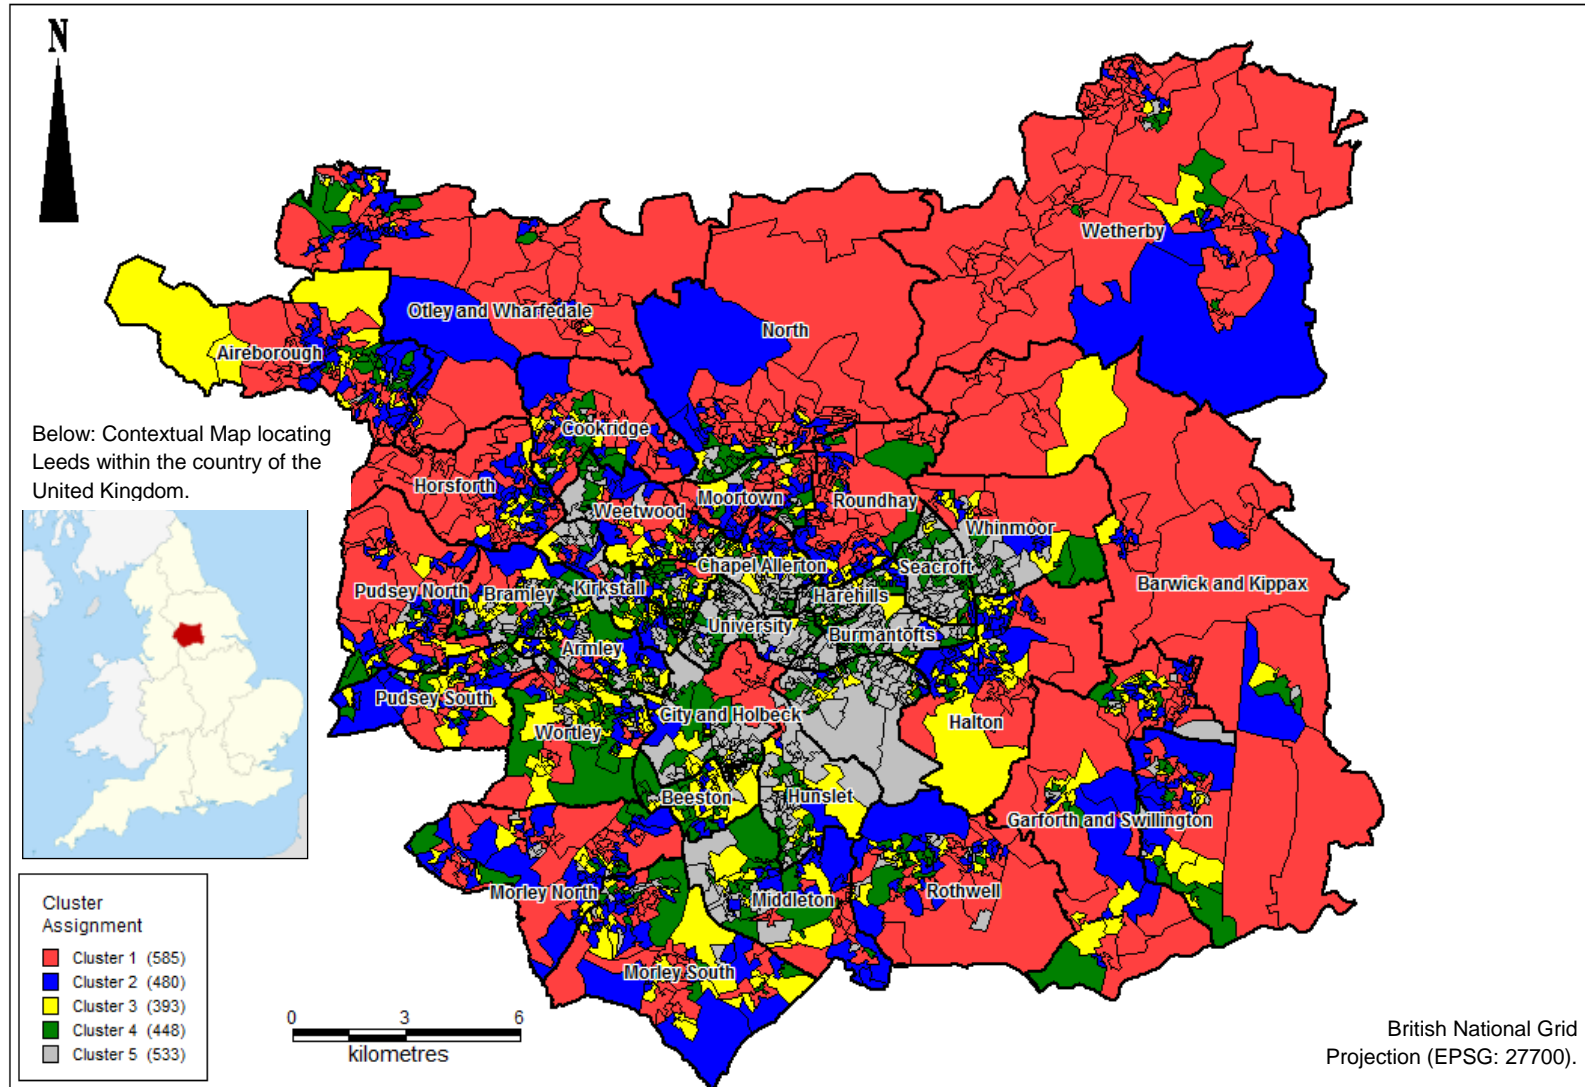 N
Wetherby
Otley and Wharfedale
North
Aireborough
Below: Contextual Map locating
Leeds within the country of the
United Kingdom.
Cookridge
Horsforth
Weetwood
Moortown
Roundhay
Whinmoor
Chapel Allerton
Seacroft
Pudsey North
Bramley
Kirkstall
Harehills
Barwick and Kippax
University
Burmantofts
Armley
Pudsey South
City and Holbeck
Halton
Wortley
Beeston
Hunslet
Garforth and Swillington
Morley North
Middleton
Rothwell
Morley South
Cluster
Assignment
Cluster 1 (585)
Cluster 2 (480)
Cluster 3 (393)
Cluster 4 (448)
Cluster 5 (533)
0 3 6
kilometres
British National Grid
Projection (EPSG: 27700).